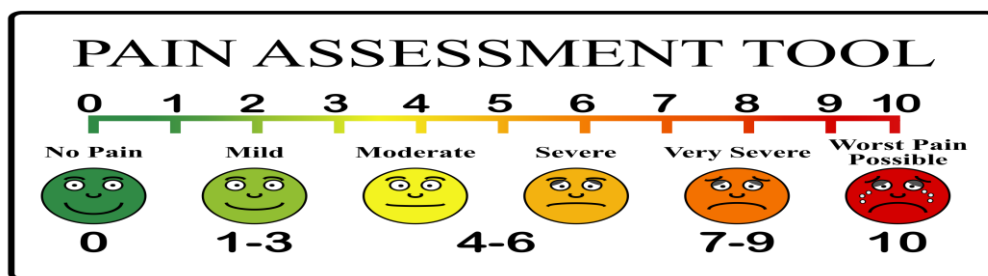 PAIN ASSESSMENT TOOL
0 1 2 3 4 5 6 7 8 9 10
No Pain Mild Moderate Severe Very Severe Worst Pain
Possible
0 1-3 4-6 7-9 10